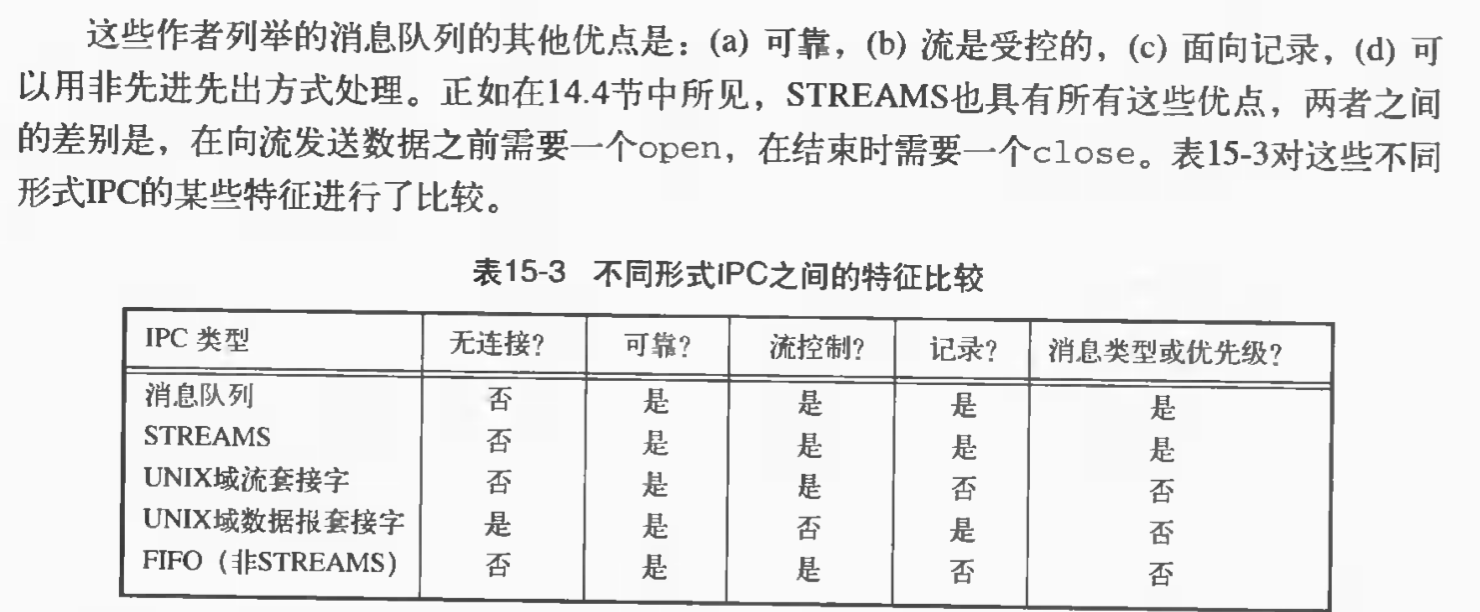 这些作者列举的消息队列的其他优点是：(a) 可靠，(b) 流是受控的，(c) 面向记录，(d) 可
以用非先进先出方式处理。正如在14.4节中所见，STREAMS也具有所有这些优点，两者之间
的差别是，在向流发送数据之前需要一个open，在结束时需要一个close。表15-3对这些不同
形式IPC的某些特征进行了比较。
表15-3 不同形式IPC之间的特征比较
IPC 类型 无连接? 可靠? 流控制? 记录? 消息类型或优先级?
消息队列 否 是 是 是 是
STREAMS 否 是 是 是 是
UNIX域流套接字 否 是 是 否 否
UNIX域数据报套接字 是 是 否 是 否
FIFO（非STREAMS） 否 是 是 否 否